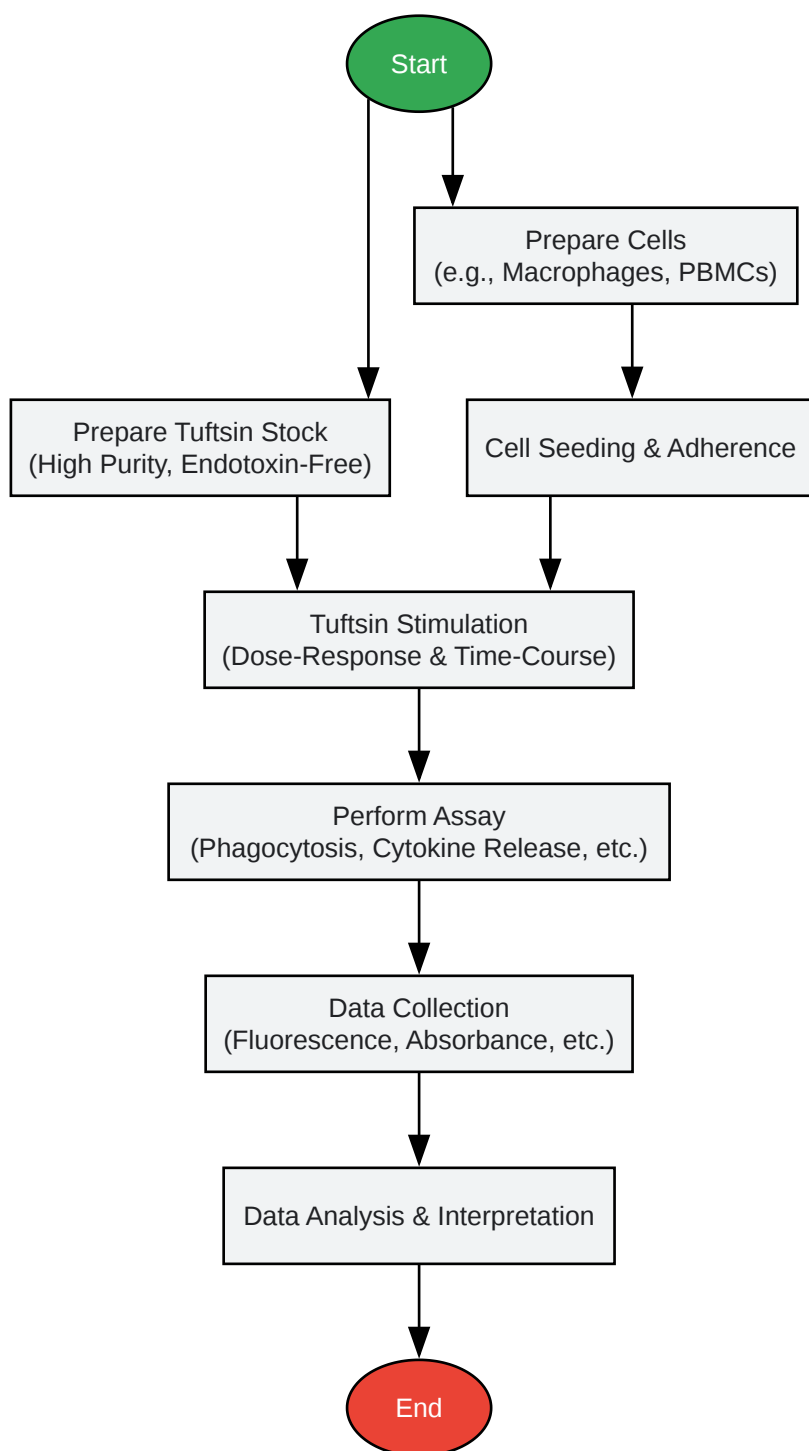 Start
Prepare Cells
(e.g., Macrophages, PBMCs)
Prepare Tuftsin Stock
(High Purity, Endotoxin-Free)
Cell Seeding & Adherence
Tuftsin Stimulation
(Dose-Response & Time-Course)
Perform Assay
(Phagocytosis, Cytokine Release, etc.)
Data Collection
(Fluorescence, Absorbance, etc.)
Data Analysis & Interpretation
End